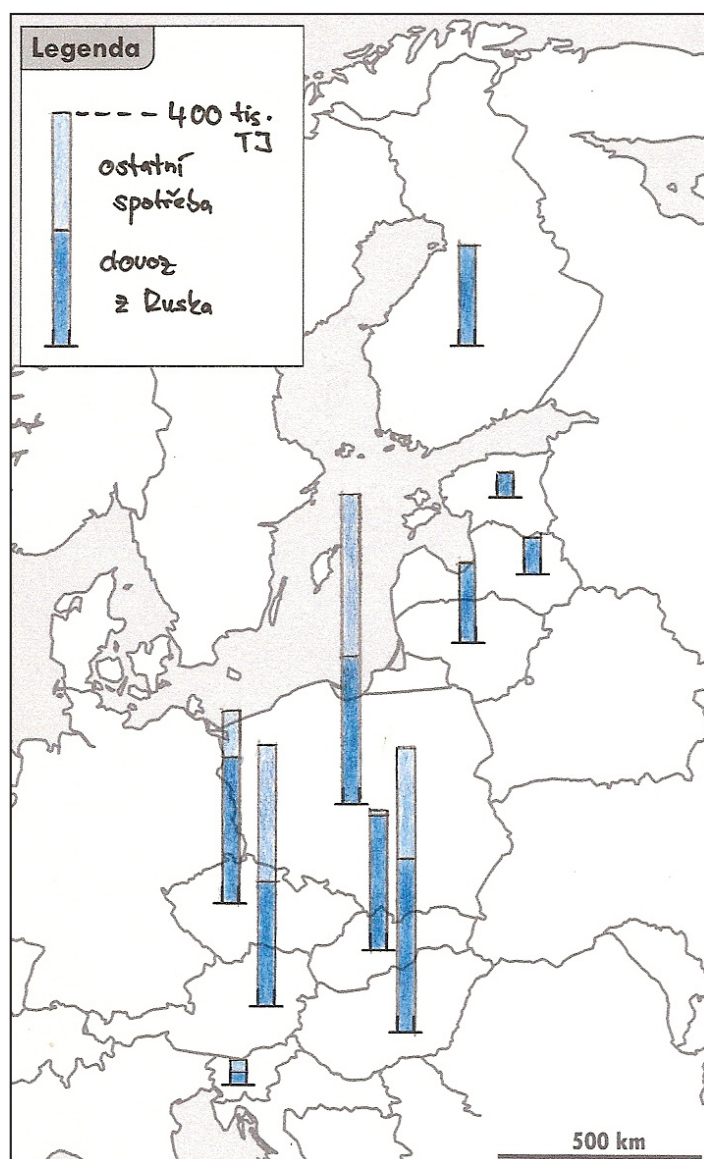 Legenda
400 tis.
TJ
ostatní
spotřeba
dovoz
z Ruska
500 km